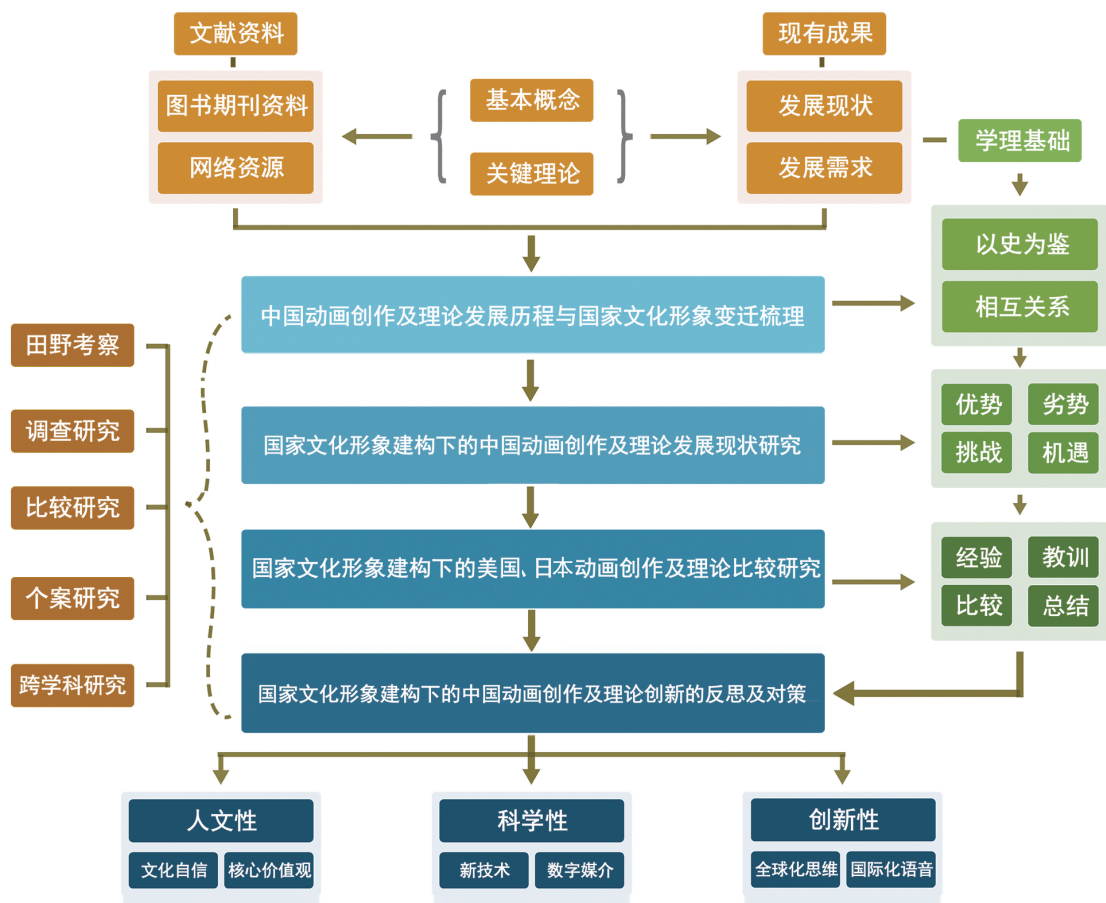 文献资料
现有成果
图书期刊资料
网络资源
基本概念
关键理论
发展现状
发展需求
学理基础
以史为鉴
相互关系
中国动画创作及理论发展历程与国家文化形象变迁梳理
田野考察
调查研究
比较研究
个案研究
跨学科研究
国家文化形象建构下的中国动画创作及理论发展现状研究
优势
劣势
挑战
机遇
国家文化形象建构下的美国、日本动画创作及理论比较研究
经验
教训
比较
总结
国家文化形象建构下的中国动画创作及理论创新的反思及对策
人文性
文化自信
核心价值观
科学性
新技术
数字媒介
创新性
全球化思维
国际化语音